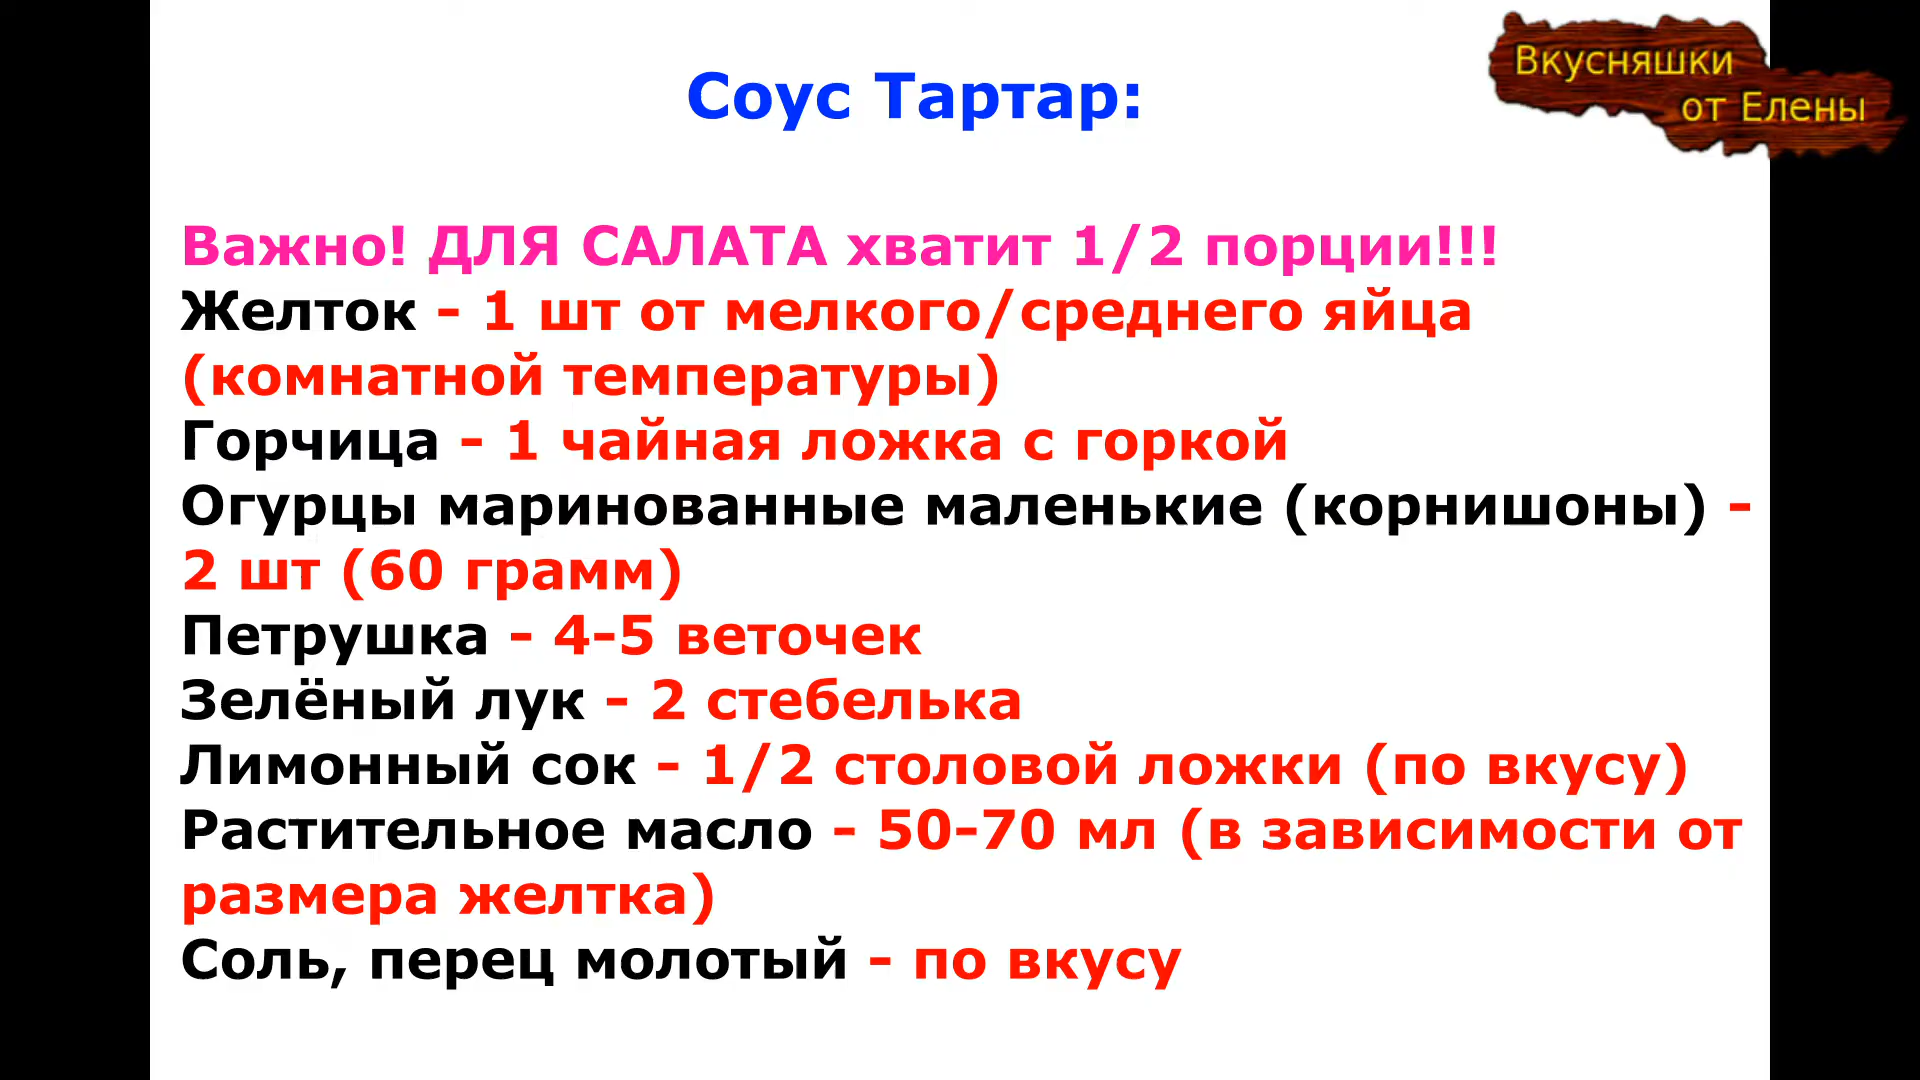 Вкусняшки
от Елены
Соус Тартар:
Важно! ДЛЯ САЛАТА хватит 1/2 порции!!!
Желток - 1 шт от мелкого/среднего яйца
(комнатной температуры)
Горчица - 1 чайная ложка с горкой
Огурцы маринованные маленькие (корнишоны) -
2 шт (60 грамм)
Петрушка - 4-5 веточек
Зелёный лук - 2 стебелька
Лимонный сок - 1/2 столовой ложки (по вкусу)
Растительное масло - 50-70 мл (в зависимости от
размера желтка)
Соль, перец молотый - по вкусу